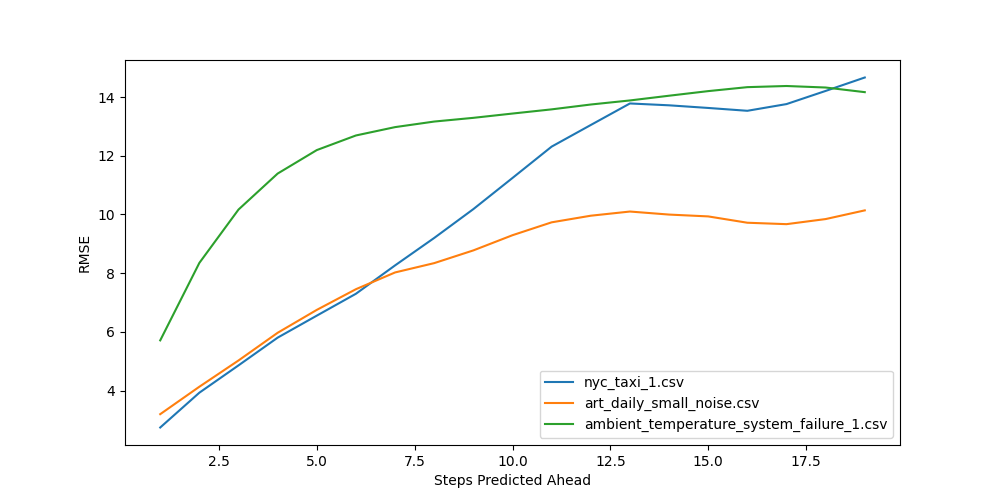 14
12
10
8
6
4
RMSE
2.5 5.0 7.5 10.0 12.5 15.0 17.5
Steps Predicted Ahead
nyc_taxi_1.csv
art_daily_small_noise.csv
ambient_temperature_system_failure_1.csv